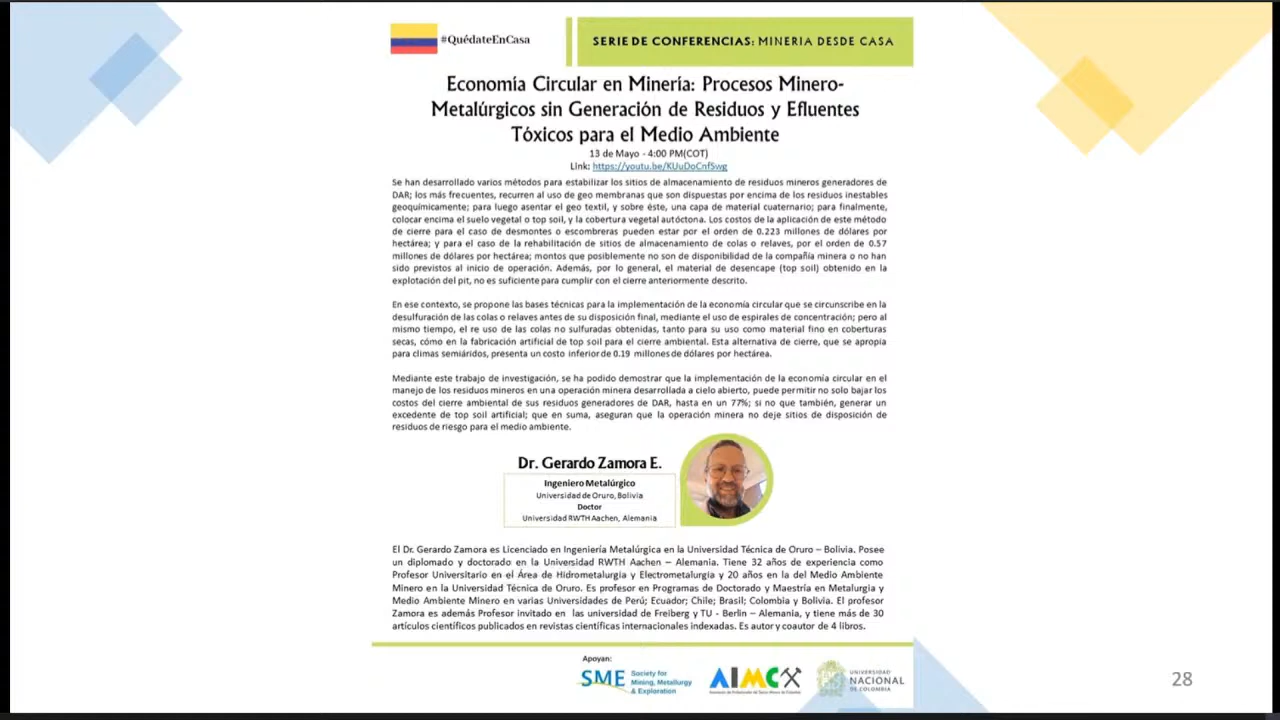 #QuédateEnCasa
SERIE DE CONFERENCIAS: MINERIA DESDE CASA
Economía Circular en Minería: Procesos Minero-
Metalúrgicos sin Generación de Residuos y Efluentes
Tóxicos para el Medio Ambiente
13 de Mayo - 4:00 PM(COT)
Link: https://youtu.be/KUuDoCnfSwg
Se han desarrollado varios métodos para estabilizar los sitios de almacenamiento de residuos mineros generadores de
DAR; los más frecuentes, recurren al uso de geo membranas que son dispuestas por encima de los residuos inestables
geoquímicamente; para luego asentar el geo textil, y sobre éste, una capa de material cuaternario; para finalmente,
colocar encima el suelo vegetal o top soil, y la cobertura vegetal autóctona. Los costos de la aplicación de este método
de cierre para el caso de desmontes o escombreras pueden estar por el orden de 0.223 millones de dólares por
hectárea; y para el caso de la rehabilitación de sitios de almacenamiento de colas o relaves, por el orden de 0.57
millones de dólares por hectárea; montos que posiblemente no son de disponibilidad de la compañía minera o no han
sido previstos al inicio de operación. Además, por lo general, el material de desencape (top soil) obtenido en la
explotación del pit, no es suficiente para cumplir con el cierre anteriormente descrito.
En ese contexto, se propone las bases técnicas para la implementación de la economía circular que se circunscribe en la
desulfuración de las colas o relaves antes de su disposición final, mediante el uso de espirales de concentración; pero al
mismo tiempo, el re uso de las colas no sulfuradas obtenidas, tanto para su uso como material fino en coberturas
secas, cómo en la fabricación artificial de top soil para el cierre ambiental. Esta alternativa de cierre, que se apropia
para climas semiáridos, presenta un costo inferior de 0.19 millones de dólares por hectárea.
Mediante este trabajo de investigación, se ha podido demostrar que la implementación de la economía circular en el
manejo de los residuos mineros en una operación minera desarrollada a cielo abierto, puede permitir no solo bajar los
costos del cierre ambiental de sus residuos generadores de DAR, hasta en un 77%; si no que también, generar un
excedente de top soil artificial; que en suma, aseguran que la operación minera no deje sitios de disposición de
residuos de riesgo para el medio ambiente.
Dr. Gerardo Zamora E.
Ingeniero Metalúrgico
Universidad de Oruro, Bolivia
Doctor
Universidad RWTH Aachen, Alemania
El Dr. Gerardo Zamora es Licenciado en Ingeniería Metalúrgica en la Universidad Técnica de Oruro – Bolivia. Posee
un diplomado y doctorado en la Universidad RWTH Aachen – Alemania. Tiene 32 años de experiencia como
Profesor Universitario en el Área de Hidrometalurgia y Electrometalurgia y 20 años en la del Medio Ambiente
Minero en la Universidad Técnica de Oruro. Es profesor en Programas de Doctorado y Maestría en Metalurgia y
Medio Ambiente Minero en varias Universidades de Perú; Ecuador; Chile; Brasil; Colombia y Bolivia. El profesor
Zamora es además Profesor invitado en las universidad de Freiberg y TU - Berlin – Alemania, y tiene más de 30
artículos científicos publicados en revistas científicas internacionales indexadas. Es autor y coautor de 4 libros.
Apoyan:
SME Society for
Mining, Metallurgy
& Exploration
AIMC
UNIVERSIDAD
NACIONAL
DE COLOMBIA
28